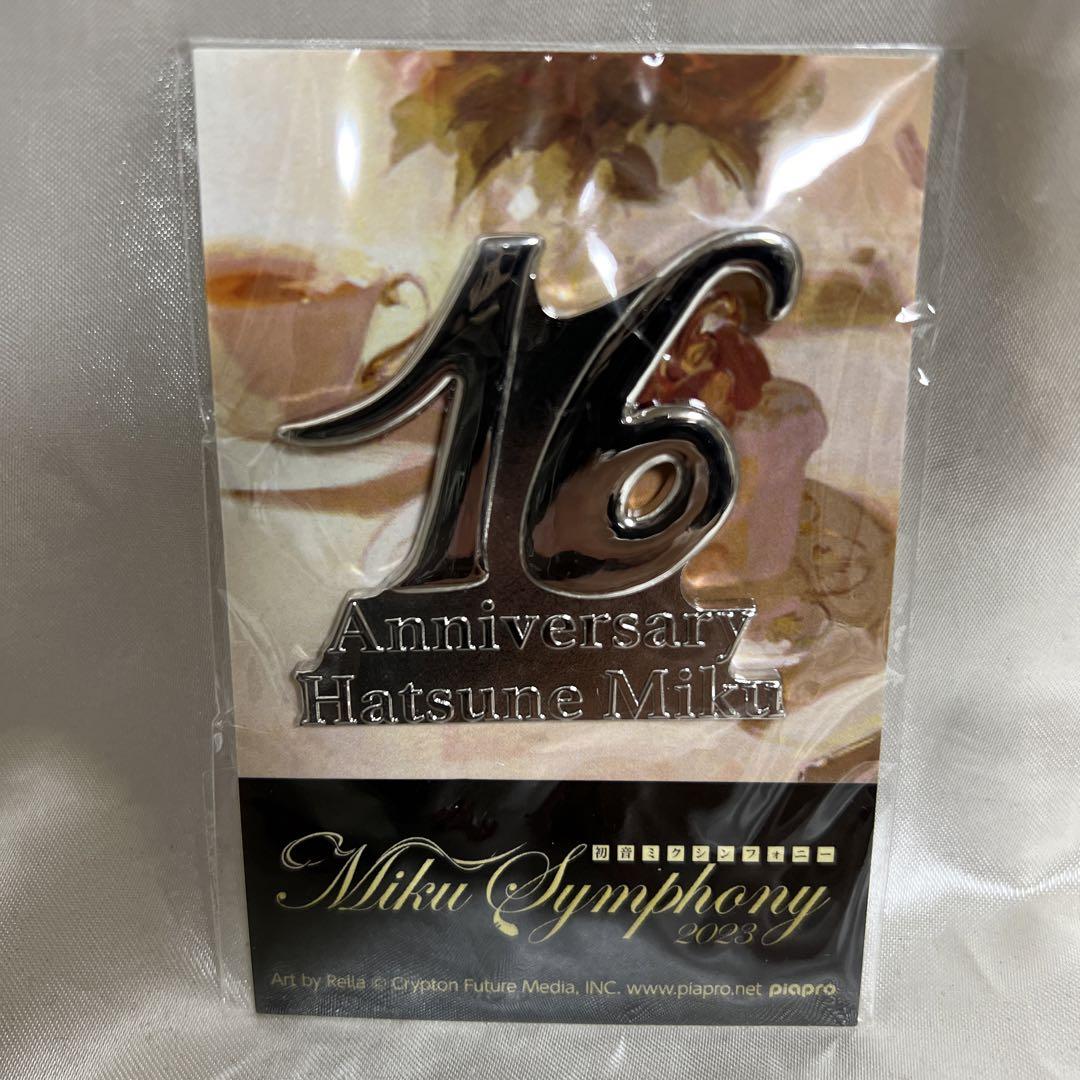 16
Anniversary
Hatsune Miku
初音ミクシンフォニー
Miku Symphony
2023
Art by Rella © Crypton Future Media, INC. www.piapro.net piapro